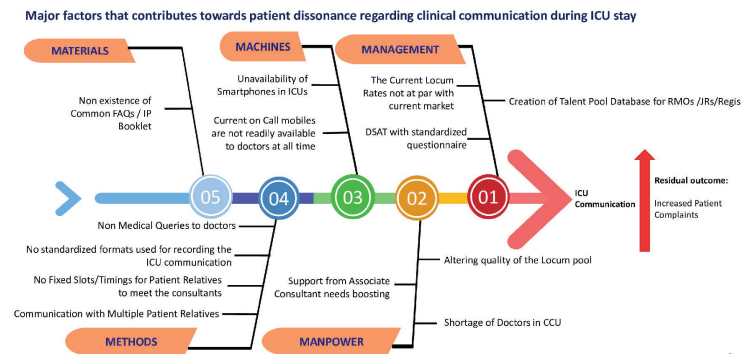 Major factors that contributes towards patient dissonance regarding clinical communication during ICU stay
MATERIALS
MACHINES
MANAGEMENT
Non existence of
Common FAQs / IP
Booklet
Unavailability of
Smartphones in ICUs
Current on Call mobiles
are not readily available
to doctors at all time
The Current Locum
Rates not at par with
current market
DSAT with standardized
questionnaire
Creation of Talent Pool Database for RMOs /JRs/Regis
05
04
03
02
01
ICU
Communication
Residual outcome:
Increased Patient
Complaints
Non Medical Queries to doctors
No standardized formats used for recording the
ICU communication
No Fixed Slots/Timings for Patient Relatives
to meet the consultants
Communication with Multiple Patient Relatives
Support from Associate
Consultant needs boosting
Altering quality of the Locum pool
Shortage of Doctors in CCU
METHODS
MANPOWER